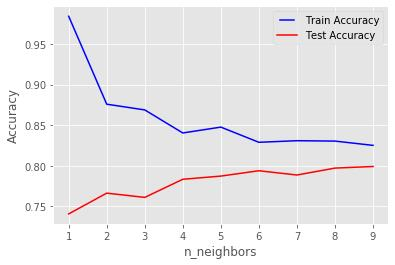 Train Accuracy
Test Accuracy
Accuracy
0.95
0.90
0.85
0.80
0.75
1 2 3 4 5 6 7 8 9
n_neighbors